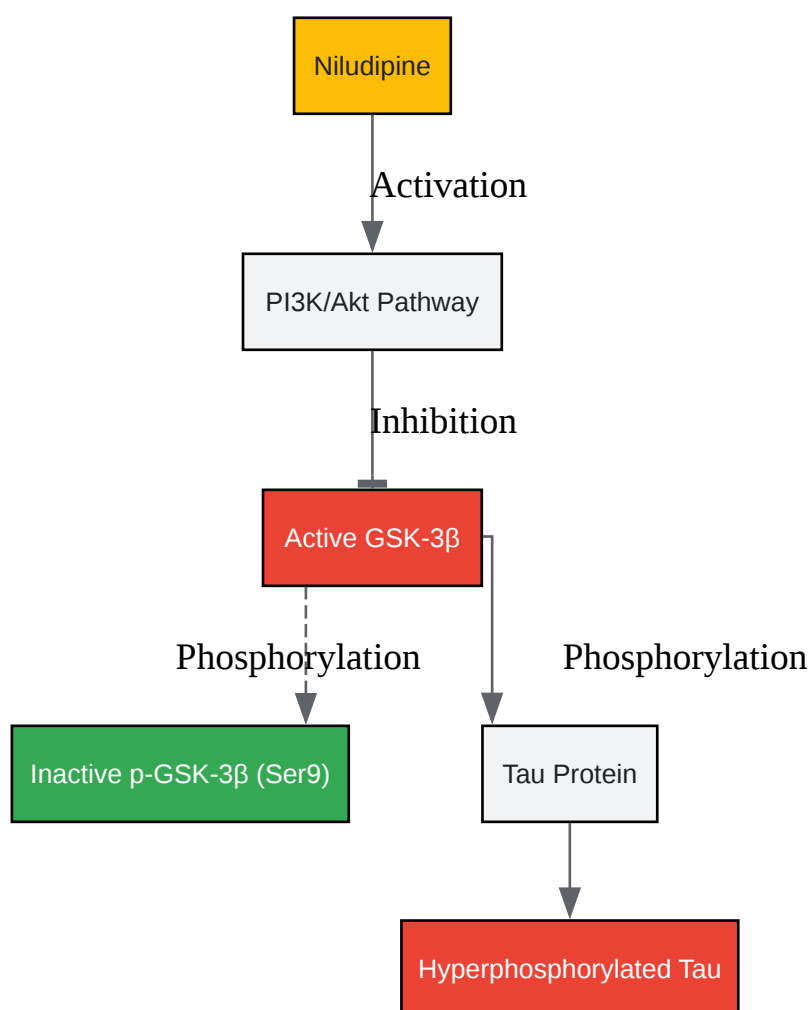 Niludipine
Activation
PI3K/Akt Pathway
Inhibition
Active GSK-3β
Phosphorylation
Phosphorylation
Inactive p-GSK-3β (Ser9)
Tau Protein
Hyperphosphorylated Tau